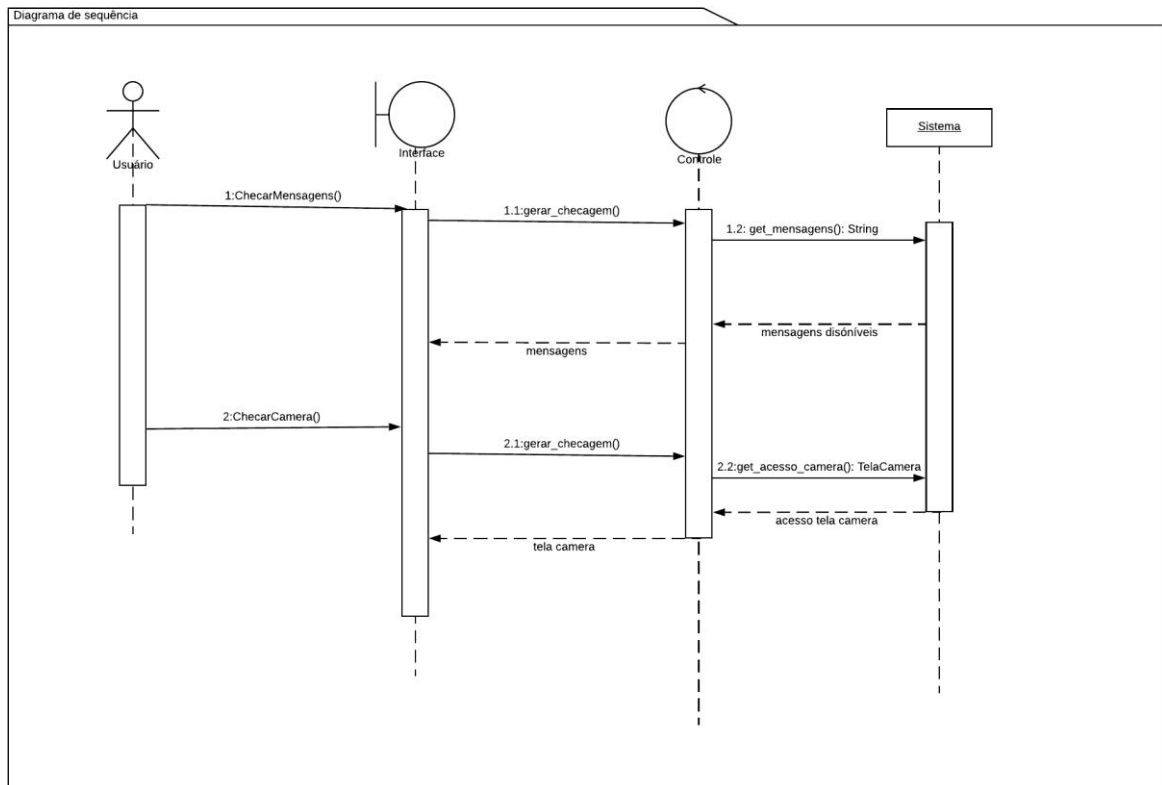 Diagrama de sequência
Usuário
Interface
Controle
Sistema
1:ChecarMensagens()
1.1:gerar_checagem()
1.2: get_mensagens(): String
mensagens disóníveis
mensagens
2:ChecarCamera()
2.1:gerar_checagem()
2.2:get_acesso_camera(): TelaCamera
acesso tela camera
tela camera